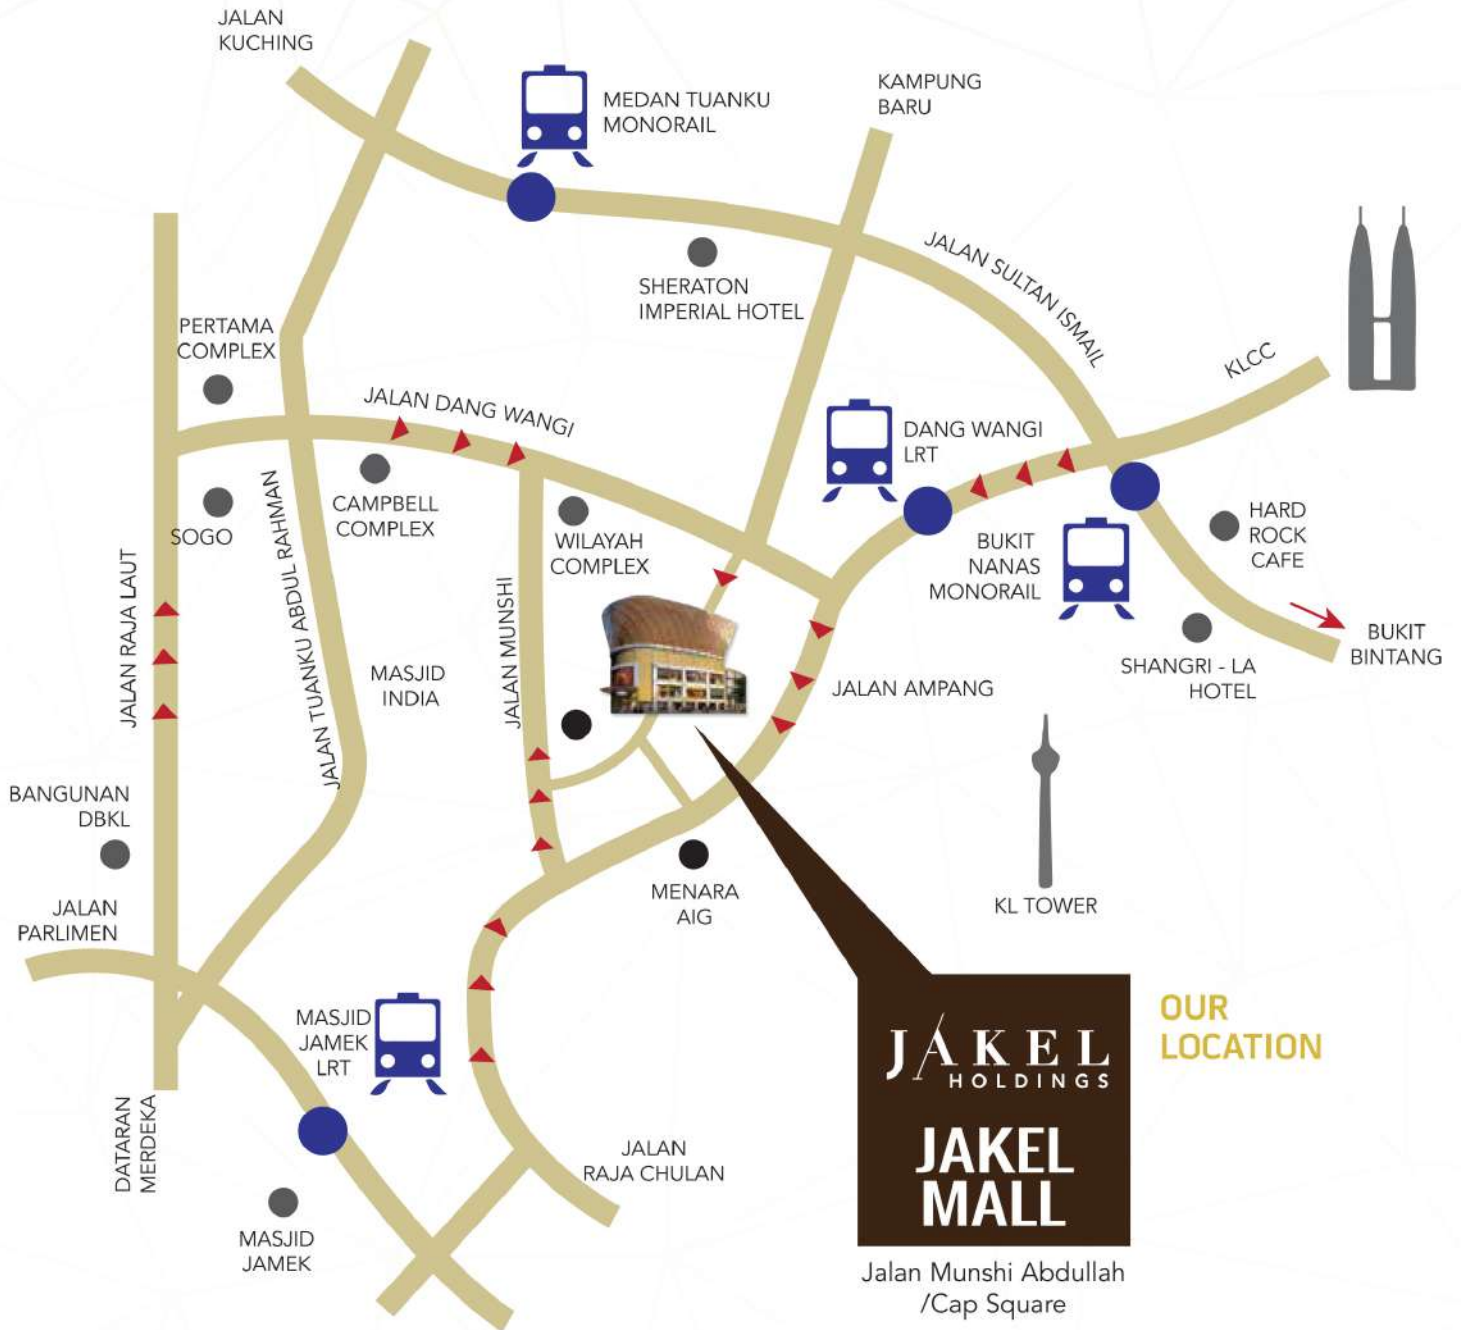 JALAN
KUCHING
MEDAN TUANKU
MONORAIL
KAMPUNG
BARU
JALAN SULTAN ISMAIL
SHERATON
IMPERIAL HOTEL
PERTAMA
COMPLEX
KLCC
JALAN DANG WANGI
DANG WANGI
LRT
SOGO
CAMPBELL
COMPLEX
WILAYAH
COMPLEX
BUKIT
NANAS
MONORAIL
HARD
ROCK
CAFE
JALAN RAJA LAUT
JALAN TUANKU ABDUL RAHMAN
JALAN MUNSHI
MASJID
INDIA
JALAN AMPANG
SHANGRI - LA
HOTEL
BUKIT
BINTANG
BANGUNAN
DBKL
MENARA
AIG
KL TOWER
JALAN
PARLIMEN
MASJID
JAMEK
LRT
DATARAN
MERDEKA
JALAN
RAJA CHULAN
MASJID
JAMEK
JAKEL
HOLDINGS
JAKEL
MALL
OUR
LOCATION
Jalan Munshi Abdullah
/Cap Square